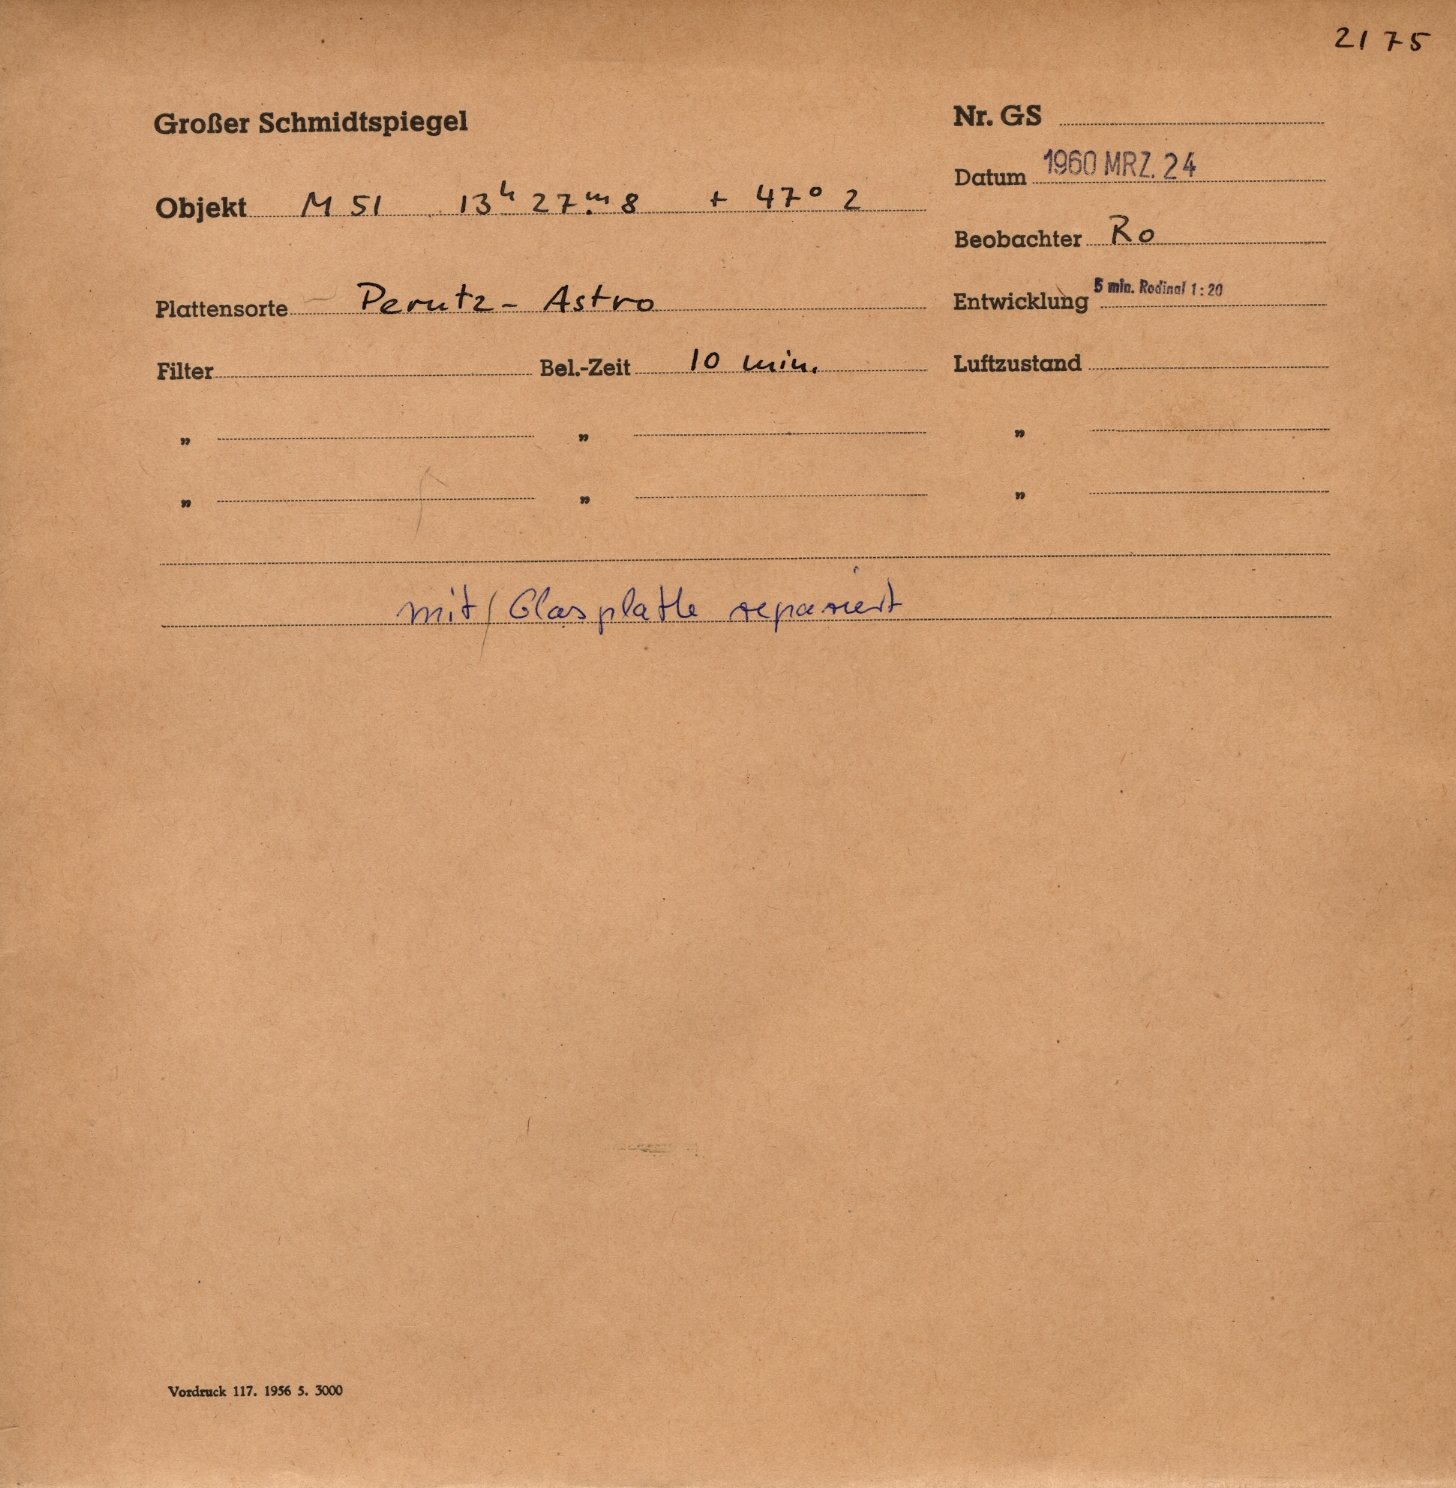 2175
Großer Schmidtspiegel
Nr. GS
Datum 1960 MRZ. 24
Objekt M 51 13h 27m.8 + 47° 2
Beobachter Ro
Plattensorte Perutz-Astro
Entwicklung 5 min. Rodinal 1:20
Filter Bel.-Zeit 10 min. Luftzustand
„ „ „
„ „ „
mit Glasplatte repariert
Vordruck 117. 1956 5. 3000